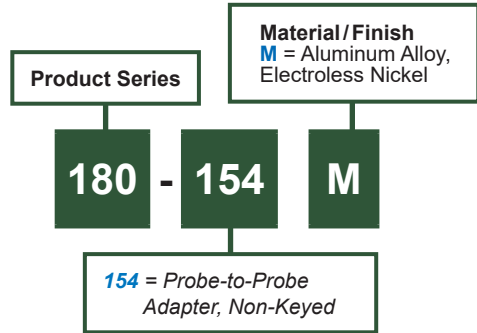 Material/Finish
M = Aluminum Alloy,
Electroless Nickel
Product Series
180 - 154 M
154 = Probe-to-Probe
Adapter, Non-Keyed